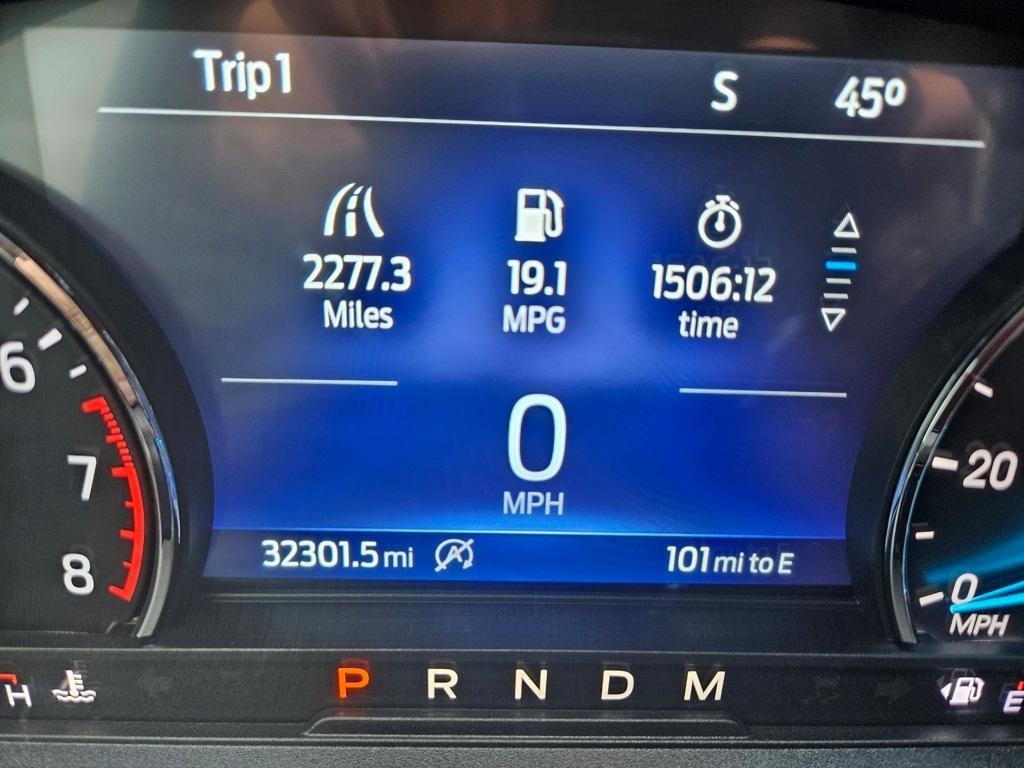 Trip 1 S 45º
2277.3 19.1 1506:12
Miles MPG time
0
MPH
32301.5 mi A 101 mi to E
6
7
8
20
0
MPH
H P R N D M E